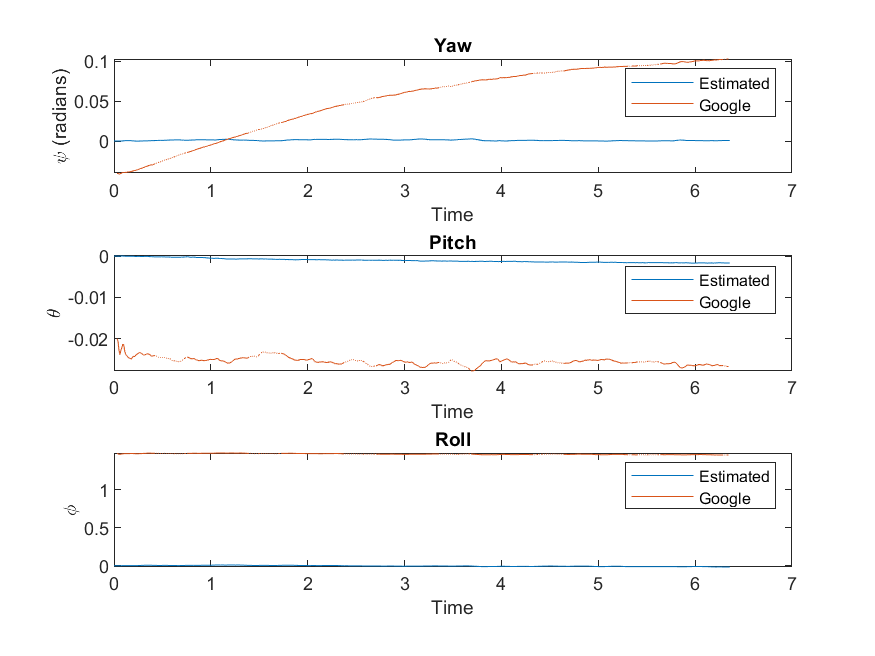 Yaw
ψ (radians)
0.1
0.05
0
Estimated
Google
0 1 2 3 4 5 6 7
Time
Pitch
θ
0
-0.01
-0.02
Estimated
Google
0 1 2 3 4 5 6 7
Time
Roll
ϕ
1
0.5
0
Estimated
Google
0 1 2 3 4 5 6 7
Time